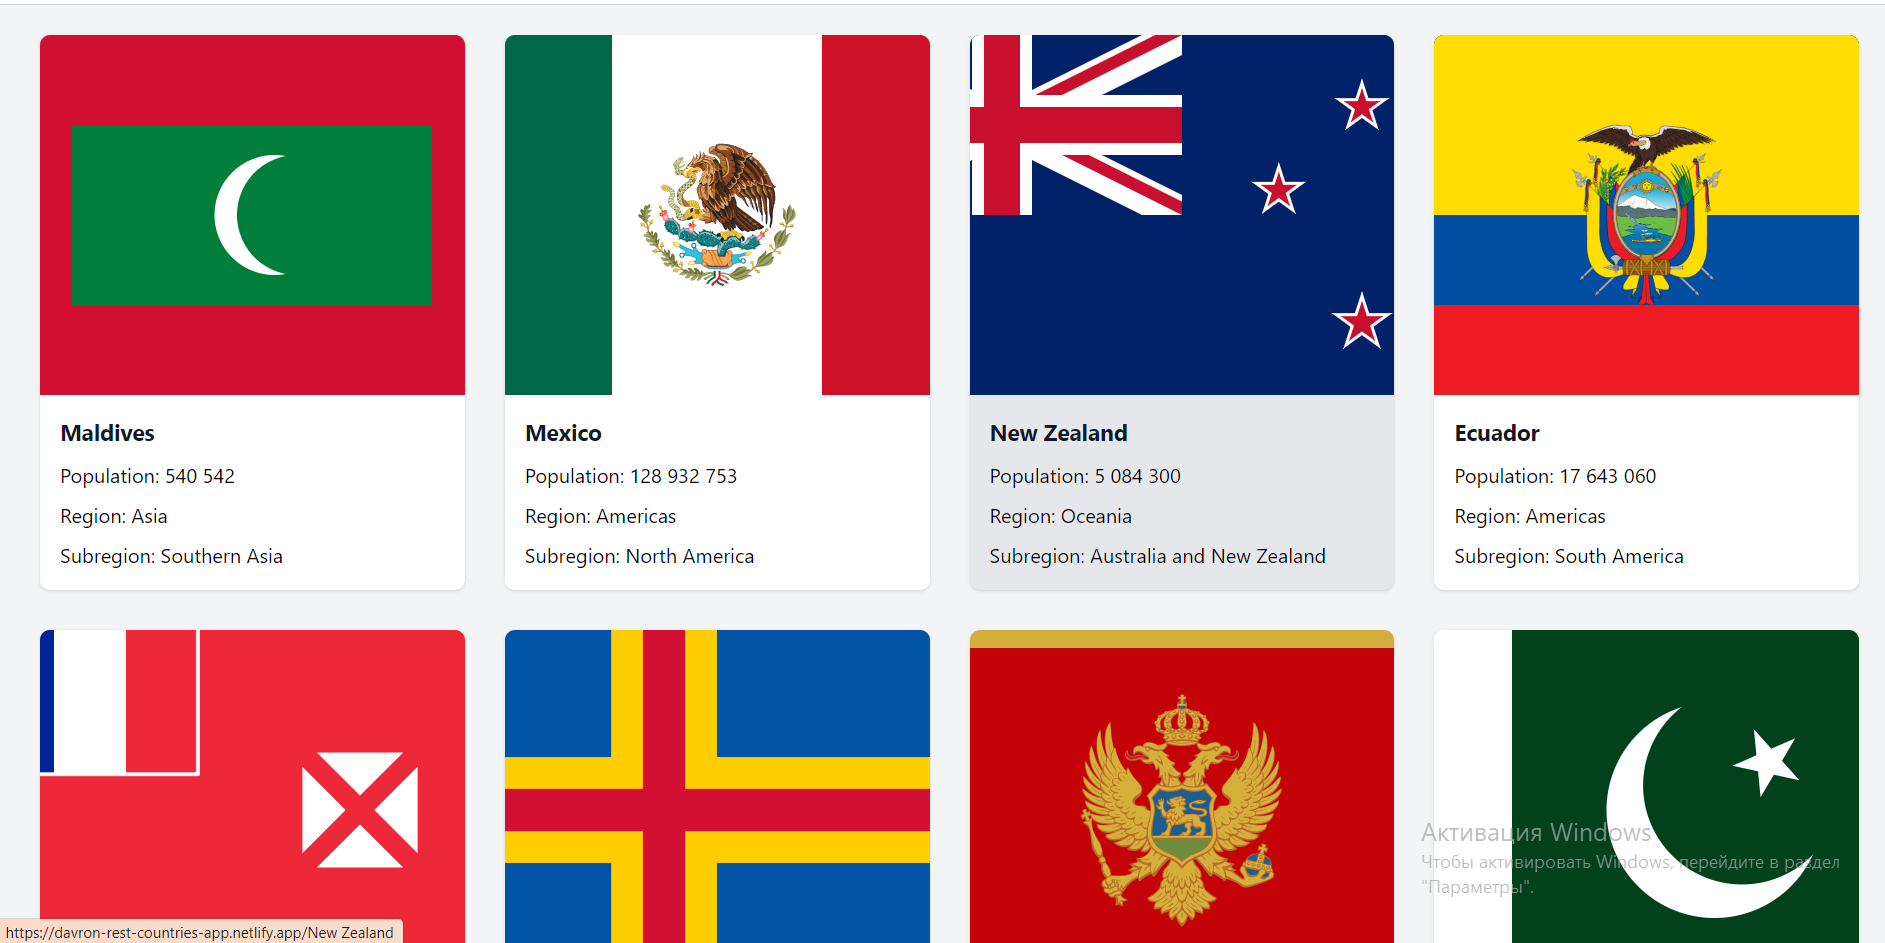 Maldives
Population: 540 542
Region: Asia
Subregion: Southern Asia
Mexico
Population: 128 932 753
Region: Americas
Subregion: North America
New Zealand
Population: 5 084 300
Region: Oceania
Subregion: Australia and New Zealand
Ecuador
Population: 17 643 060
Region: Americas
Subregion: South America
Активация Windows
Чтобы активировать Windows, перейдите в раздел
"Параметры".
https://davron-rest-countries-app.netlify.app/New Zealand